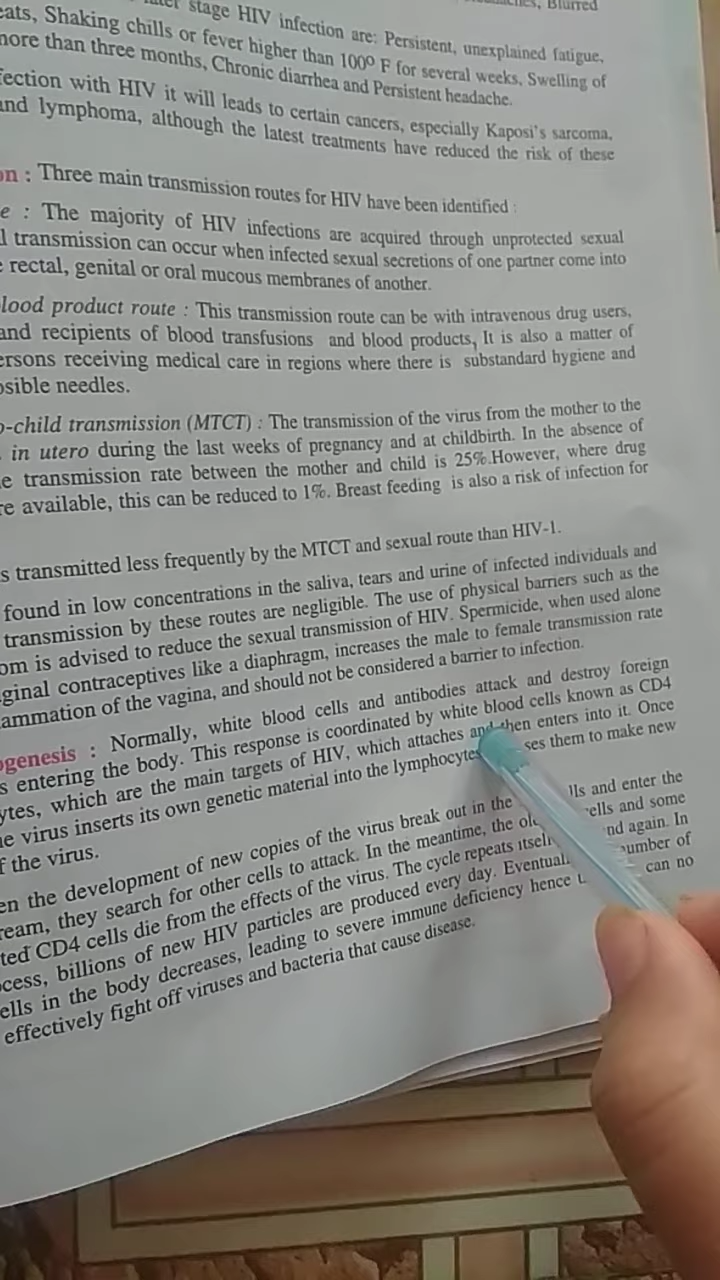 Blurred
later stage HIV infection are: Persistent, unexplained fatigue,
eats, Shaking chills or fever higher than 100⁰ F for several weeks, Swelling of
more than three months, Chronic diarrhea and Persistent headache.
fection with HIV it will leads to certain cancers, especially Kaposi's sarcoma,
and lymphoma, although the latest treatments have reduced the risk of these
on : Three main transmission routes for HIV have been identified :
e : The majority of HIV infections are acquired through unprotected sexual
l transmission can occur when infected sexual secretions of one partner come into
e rectal, genital or oral mucous membranes of another.
lood product route : This transmission route can be with intravenous drug users,
and recipients of blood transfusions and blood products, It is also a matter of
ersons receiving medical care in regions where there is substandard hygiene and
osible needles.
o-child transmission (MTCT) : The transmission of the virus from the mother to the
in utero during the last weeks of pregnancy and at childbirth. In the absence of
e transmission rate between the mother and child is 25%.However, where drug
re available, this can be reduced to 1%. Breast feeding is also a risk of infection for
s transmitted less frequently by the MTCT and sexual route than HIV-1.
found in low concentrations in the saliva, tears and urine of infected individuals and
transmission by these routes are negligible. The use of physical barriers such as the
om is advised to reduce the sexual transmission of HIV. Spermicide, when used alone
ginal contraceptives like a diaphragm, increases the male to female transmission rate
ammation of the vagina, and should not be considered a barrier to infection.
ogenesis : Normally, white blood cells and antibodies attack and destroy foreign
s entering the body. This response is coordinated by white blood cells known as CD4
ytes, which are the main targets of HIV, which attaches and then enters into it. Once
e virus inserts its own genetic material into the lymphocytes ses them to make new
f the virus.
en the development of new copies of the virus break out in the lls and enter the
ream, they search for other cells to attack. In the meantime, the old cells and some
ted CD4 cells die from the effects of the virus. The cycle repeats itself nd again. In
ocess, billions of new HIV particles are produced every day. Eventual number of
ells in the body decreases, leading to severe immune deficiency hence can no
effectively fight off viruses and bacteria that cause disease.